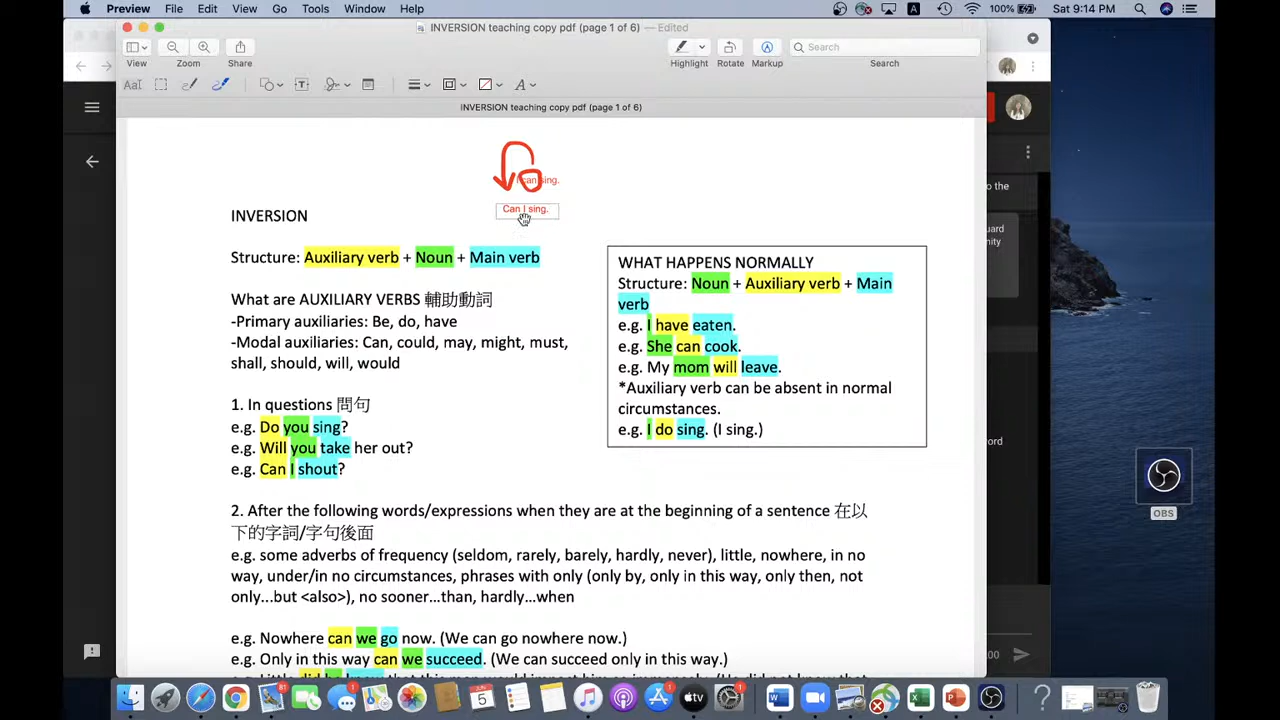 Preview File Edit View Go Tools Window Help
A 100% Sat 9:14 PM
INVERSION teaching copy pdf (page 1 of 6) — Edited
Search
View Zoom Share Highlight Rotate Markup Search
INVERSION teaching copy pdf (page 1 of 6)
sing.
Can I sing.
INVERSION
Structure: Auxiliary verb + Noun + Main verb
What are AUXILIARY VERBS 輔助動詞
-Primary auxiliaries: Be, do, have
-Modal auxiliaries: Can, could, may, might, must,
shall, should, will, would
WHAT HAPPENS NORMALLY
Structure: Noun + Auxiliary verb + Main
verb
e.g. I have eaten.
e.g. She can cook.
e.g. My mom will leave.
*Auxiliary verb can be absent in normal
circumstances.
e.g. I do sing. (I sing.)
1. In questions 問句
e.g. Do you sing?
e.g. Will you take her out?
e.g. Can I shout?
2. After the following words/expressions when they are at the beginning of a sentence 在以
下的字詞/字句後面
e.g. some adverbs of frequency (seldom, rarely, barely, hardly, never), little, nowhere, in no
way, under/in no circumstances, phrases with only (only by, only in this way, only then, not
only...but <also>), no sooner...than, hardly...when
e.g. Nowhere can we go now. (We can go nowhere now.)
e.g. Only in this way can we succeed. (We can succeed only in this way.)
OBS